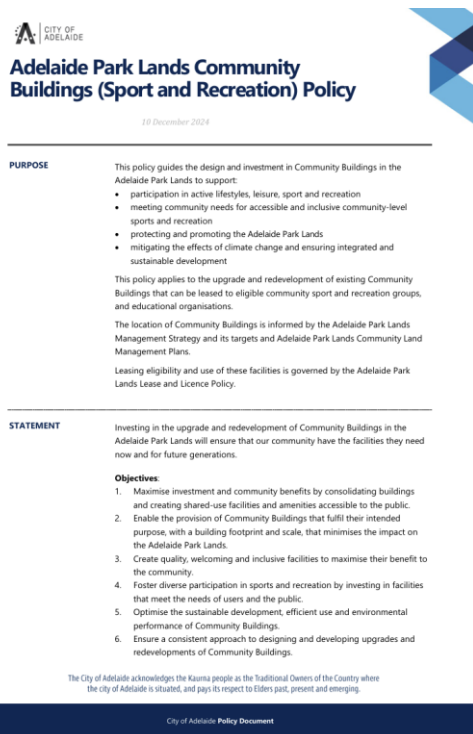 CITY OF
ADELAIDE
Adelaide Park Lands Community
Buildings (Sport and Recreation) Policy
10 December 2024
PURPOSE
This policy guides the design and investment in Community Buildings in the
Adelaide Park Lands to support:
• participation in active lifestyles, leisure, sport and recreation
• meeting community needs for accessible and inclusive community-level
sports and recreation
• protecting and promoting the Adelaide Park Lands
• mitigating the effects of climate change and ensuring integrated and
sustainable development
This policy applies to the upgrade and redevelopment of existing Community
Buildings that can be leased to eligible community sport and recreation groups,
and educational organisations.
The location of Community Buildings is informed by the Adelaide Park Lands
Management Strategy and its targets and Adelaide Park Lands Community Land
Management Plans.
Leasing eligibility and use of these facilities is governed by the Adelaide Park
Lands Lease and Licence Policy.
STATEMENT
Investing in the upgrade and redevelopment of Community Buildings in the
Adelaide Park Lands will ensure that our community have the facilities they need
now and for future generations.
Objectives:
1. Maximise investment and community benefits by consolidating buildings
and creating shared-use facilities and amenities accessible to the public.
2. Enable the provision of Community Buildings that fulfil their intended
purpose, with a building footprint and scale, that minimises the impact on
the Adelaide Park Lands.
3. Create quality, welcoming and inclusive facilities to maximise their benefit to
the community.
4. Foster diverse participation in sports and recreation by investing in facilities
that meet the needs of users and the public.
5. Optimise the sustainable development, efficient use and environmental
performance of Community Buildings.
6. Ensure a consistent approach to designing and developing upgrades and
redevelopments of Community Buildings.
The City of Adelaide acknowledges the Kaurna people as the Traditional Owners of the Country where
the city of Adelaide is situated, and pays its respect to Elders past, present and emerging.
City of Adelaide Policy Document